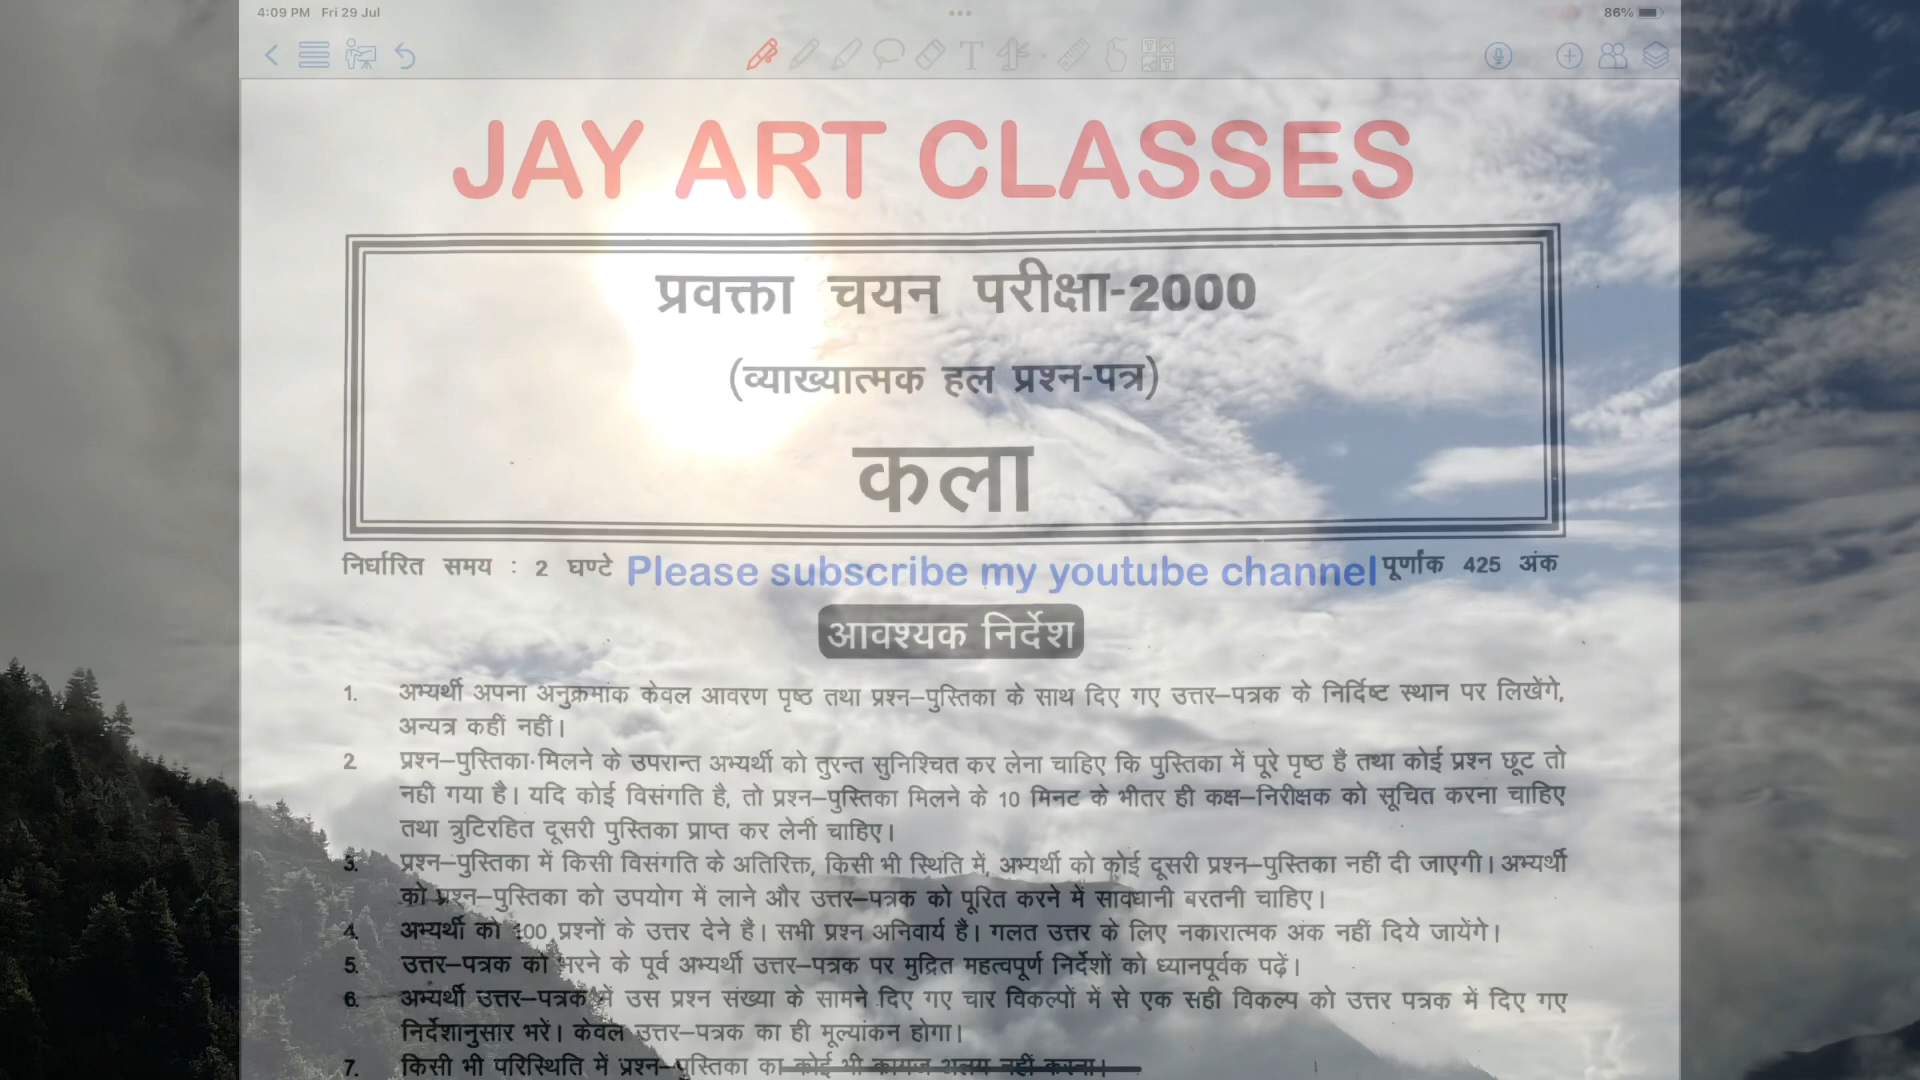 4:09 PM Fri 29 Jul
86%
JAY ART CLASSES
प्रवक्ता चयन परीक्षा-2000
(व्याख्यात्मक हल प्रश्न-पत्र)
कला
निर्धारित समय : 2 घण्टे Please subscribe my youtube channel पूर्णांक 425 अंक
आवश्यक निर्देश
1. अभ्यर्थी अपना अनुक्रमांक केवल आवरण पृष्ठ तथा प्रश्न–पुस्तिका के साथ दिए गए उत्तर–पत्रक के निर्दिष्ट स्थान पर लिखेंगे,
अन्यत्र कहीं नहीं।
2 प्रश्न–पुस्तिका मिलने के उपरान्त अभ्यर्थी को तुरन्त सुनिश्चित कर लेना चाहिए कि पुस्तिका में पूरे पृष्ठ हैं तथा कोई प्रश्न छूट तो
नही गया है। यदि कोई विसंगति है, तो प्रश्न–पुस्तिका मिलने के 10 मिनट के भीतर ही कक्ष–निरीक्षक को सूचित करना चाहिए
तथा त्रुटिरहित दूसरी पुस्तिका प्राप्त कर लेनी चाहिए।
3. प्रश्न–पुस्तिका में किसी विसंगति के अतिरिक्त, किसी भी स्थिति में, अभ्यर्थी को कोई दूसरी प्रश्न–पुस्तिका नहीं दी जाएगी। अभ्यर्थी
को प्रश्न–पुस्तिका को उपयोग में लाने और उत्तर–पत्रक को पूरित करने में सावधानी बरतनी चाहिए।
4. अभ्यर्थी को 100 प्रश्नों के उत्तर देने है। सभी प्रश्न अनिवार्य है। गलत उत्तर के लिए नकारात्मक अंक नहीं दिये जायेंगे।
5. उत्तर–पत्रक को भरने के पूर्व अभ्यर्थी उत्तर–पत्रक पर मुद्रित महत्वपूर्ण निर्देशों को ध्यानपूर्वक पढ़ें।
6. अभ्यर्थी उत्तर–पत्रक में उस प्रश्न संख्या के सामने दिए गए चार विकल्पों में से एक सही विकल्प को उत्तर पत्रक में दिए गए
निर्देशानुसार भरें। केवल उत्तर–पत्रक का ही मूल्यांकन होगा।
7. किसी भी परिस्थिति में प्रश्न–पुस्तिका का कोई भी कागज अलग नहीं करना।